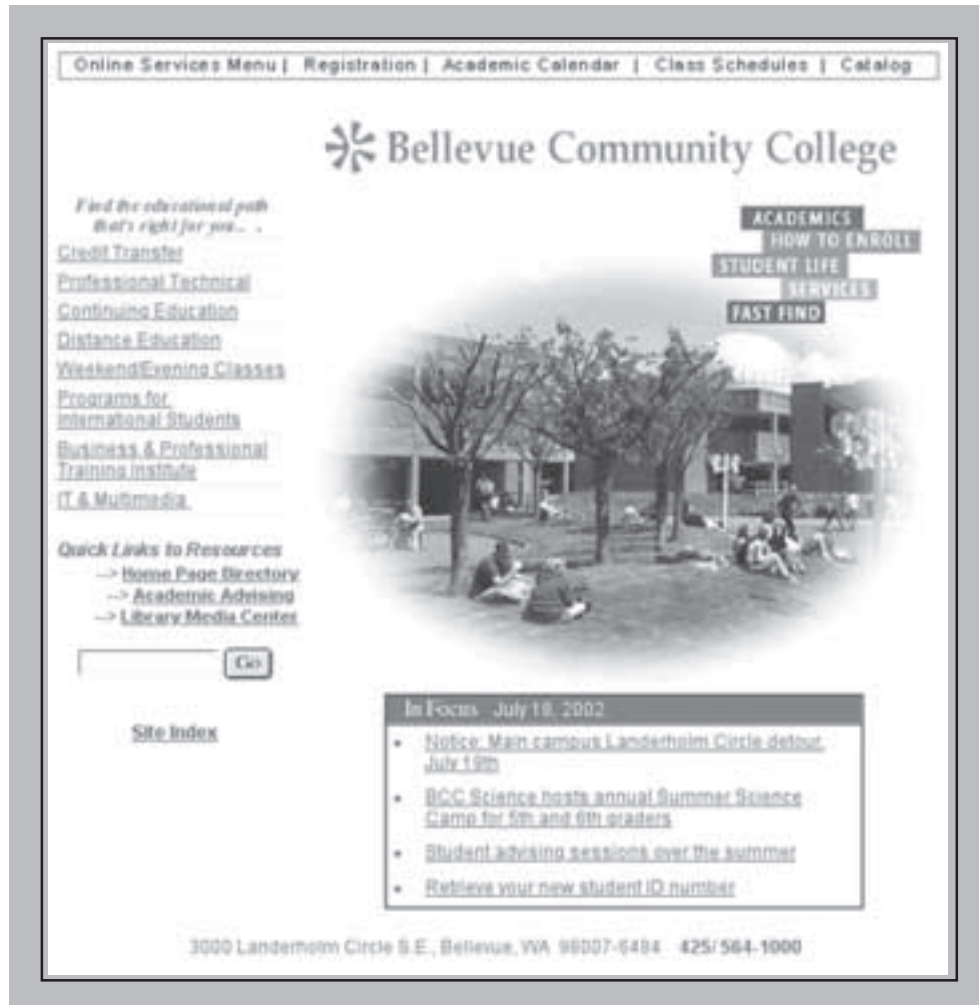 Online Services Menu | Registration | Academic Calendar | Class Schedules | Catalog
Bellevue Community College
Find the educational path
that's right for you... .
Credit Transfer
Professional Technical
Continuing Education
Distance Education
Weekend/Evening Classes
Programs for
International Students
Business & Professional
Training Institute
IT & Multimedia
Quick Links to Resources
--> Home Page Directory
--> Academic Advising
--> Library Media Center
Go
Site Index
ACADEMICS
HOW TO ENROLL
STUDENT LIFE
SERVICES
FAST FIND
In Focus July 19, 2002
Notice: Main campus Landerholm Circle detour,
July 19th
BCC Science hosts annual Summer Science
Camp for 5th and 6th graders
Student advising sessions over the summer
Retrieve your new student ID number
3000 Landerholm Circle S.E., Bellevue, WA 98007-6484 425/564-1000